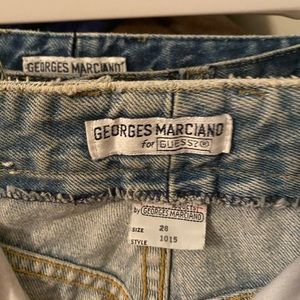 GEORGES MARCIANO
GEORGES MARCIANO
for GUESS?®
by GEORGES MARCIANO
SIZE 28
STYLE 1015